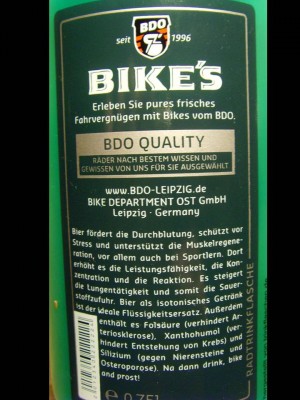 BDO
seit 1996
BIKE'S
Erleben Sie pures frisches
Fahrvergnügen mit Bikes vom BDO.
BDO QUALITY
RÄDER NACH BESTEM WISSEN UND
GEWISSEN VON UNS FÜR SIE AUSGEWÄHLT
www.BDO-LEIPZIG.de
BIKE DEPARTMENT OST GmbH
Leipzig · Germany
Bier fördert die Durchblutung, schützt vor
Stress und unterstützt die Muskelregene-
ration, vor allem auch bei Sportlern. Dort
erhöht es die Leistungsfähigkeit, die Kon-
zentration und die Reaktion. Es steigert
die Lungentätigkeit und somit die Sauer-
stoffzufuhr. Bier als isotonisches Getränk
ist der ideale Flüssigkeitsersatz. Außerdem
enthält es Folsäure (verhindert Ar-
teriosklerose), Xanthohumol (ver-
hindert Entstehung von Krebs) und
Silizium (gegen Nierensteine und
Osteroporose). Na dann drink, bike
and prost!
RADTRINKFLASCHE
e 0,75l